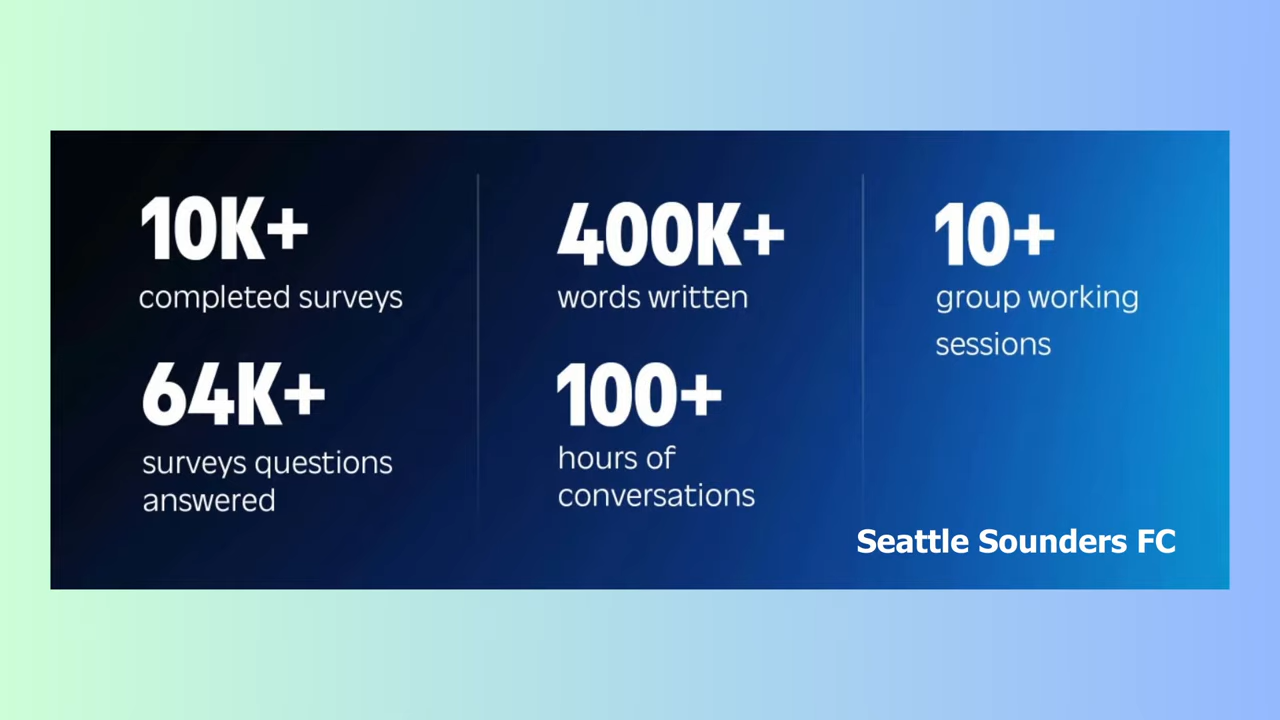 10K+
completed surveys
64K+
surveys questions
answered
400K+
words written
100+
hours of
conversations
10+
group working
sessions
Seattle Sounders FC